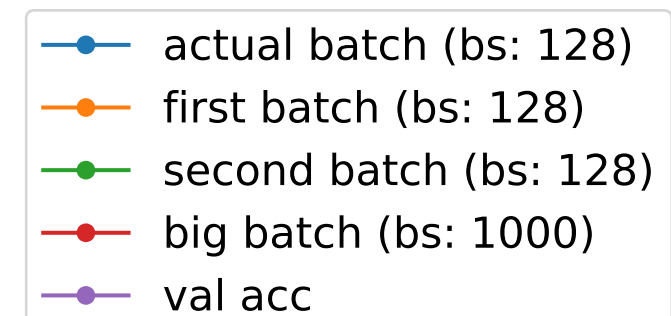 actual batch (bs: 128)
first batch (bs: 128)
second batch (bs: 128)
big batch (bs: 1000)
val acc